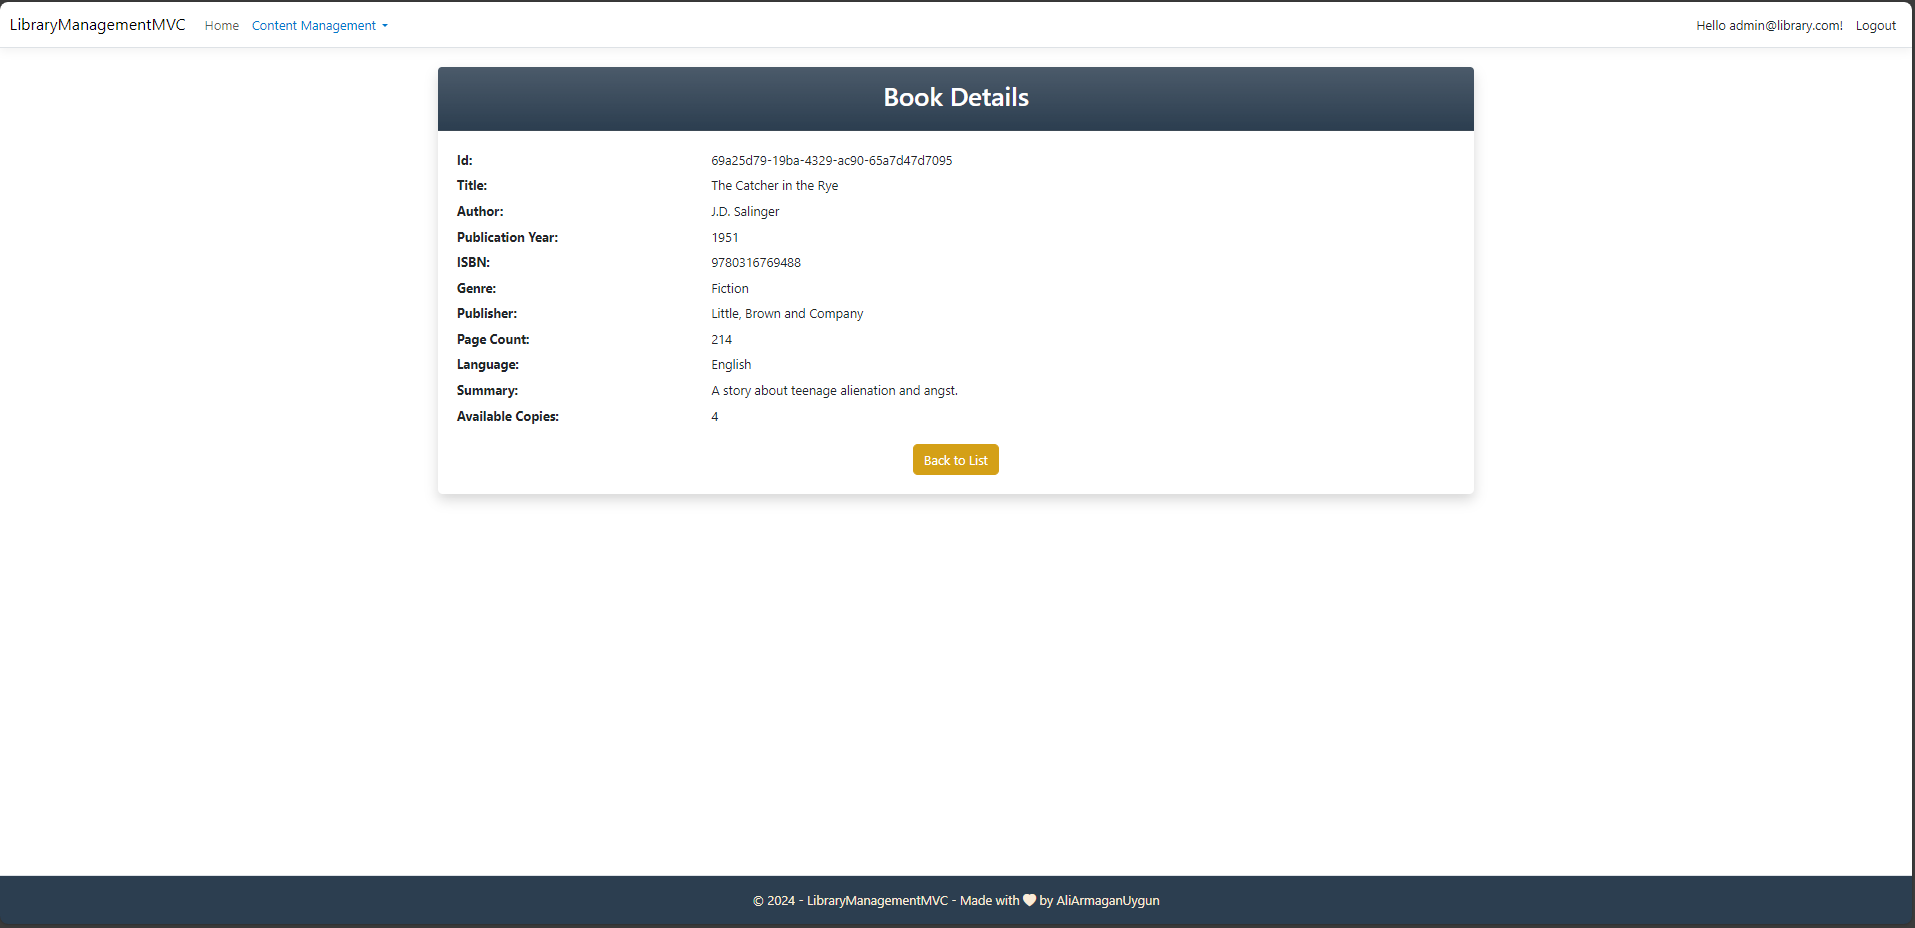 LibraryManagementMVC Home Content Management Hello admin@library.com! Logout
Book Details
Id: 69a25d79-19ba-4329-ac90-65a7d47d7095
Title: The Catcher in the Rye
Author: J.D. Salinger
Publication Year: 1951
ISBN: 9780316769488
Genre: Fiction
Publisher: Little, Brown and Company
Page Count: 214
Language: English
Summary: A story about teenage alienation and angst.
Available Copies: 4
Back to List
© 2024 - LibraryManagementMVC - Made with 🤍 by AliArmaganUygun